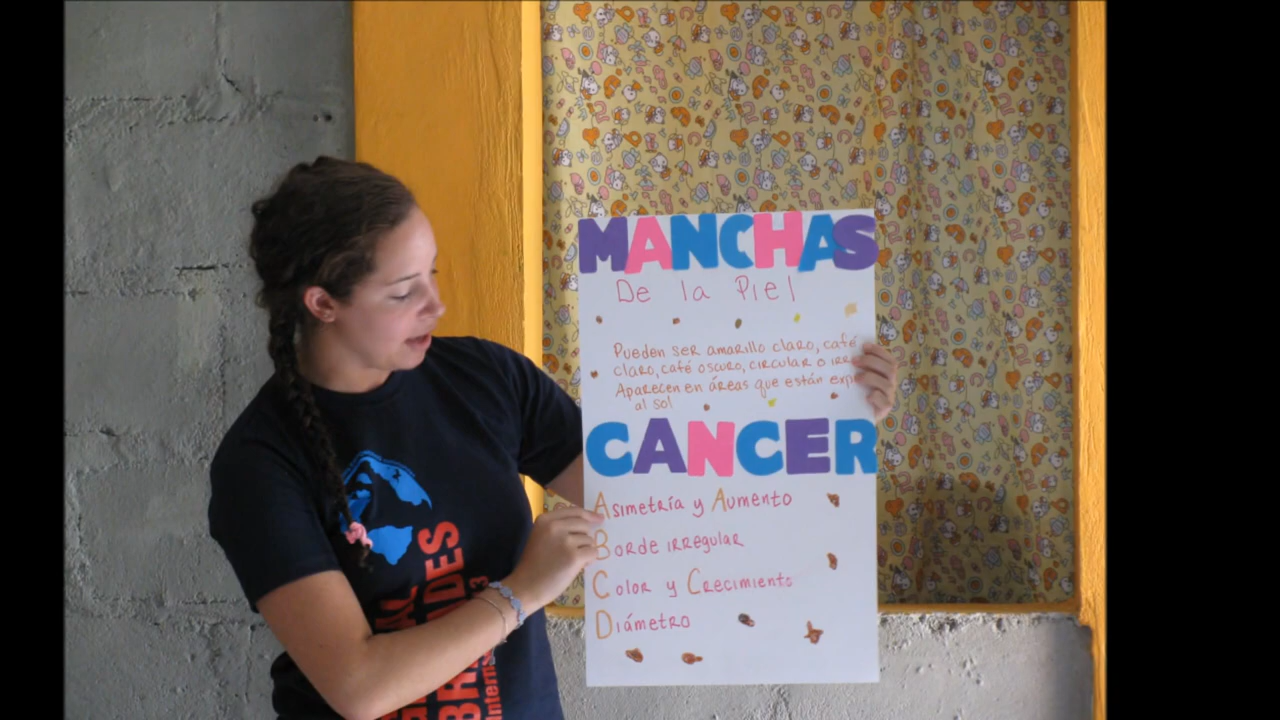 MANCHAS
De la Piel
Pueden ser amarillo claro, café
claro, café oscuro, circular o
Aparecen en áreas que están
al sol
CANCER
Asimetría y Aumento
Borde irregular
Color y Crecimiento
Diámetro